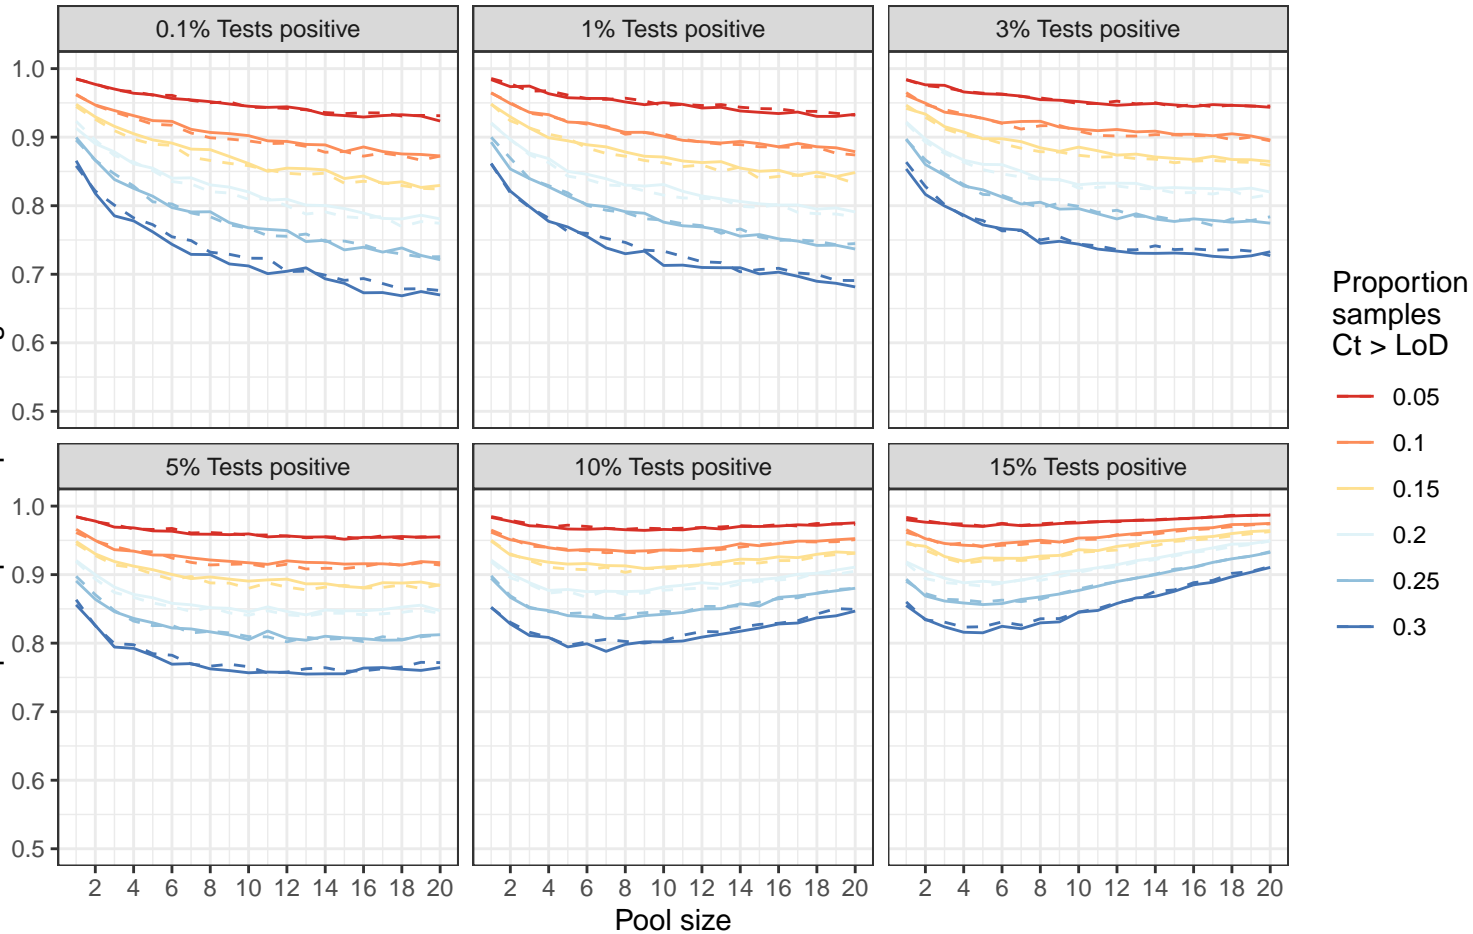 0.1% Tests positive
1% Tests positive
3% Tests positive
1.0
0.9
0.8
0.7
0.6
0.5
5% Tests positive
10% Tests positive
15% Tests positive
1.0
0.9
0.8
0.7
0.6
0.5
2 4 6 8 10 12 14 16 18 20
2 4 6 8 10 12 14 16 18 20
2 4 6 8 10 12 14 16 18 20
Pool size
Proportion
samples
Ct > LoD
0.05
0.1
0.15
0.2
0.25
0.3